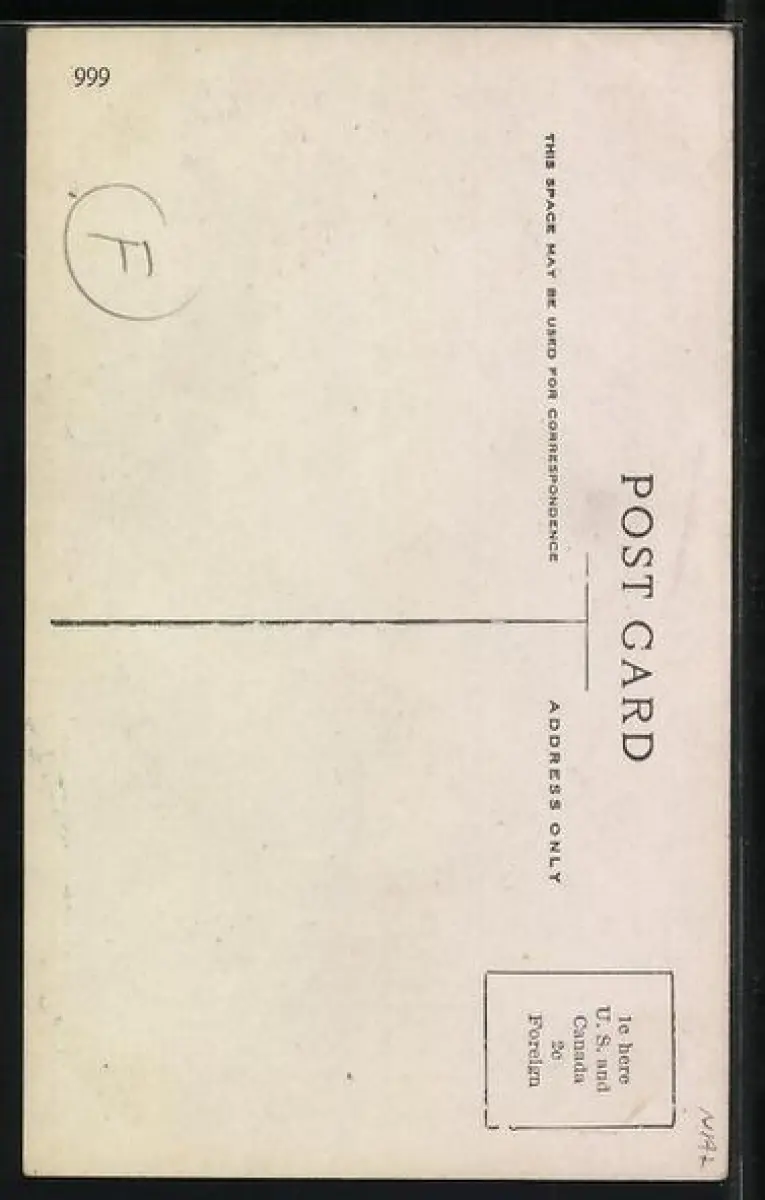 999
POST CARD
THIS SPACE MAY BE USED FOR CORRESPONDENCE
ADDRESS ONLY
1c here
U. S. and
Canada
2c
Foreign
F